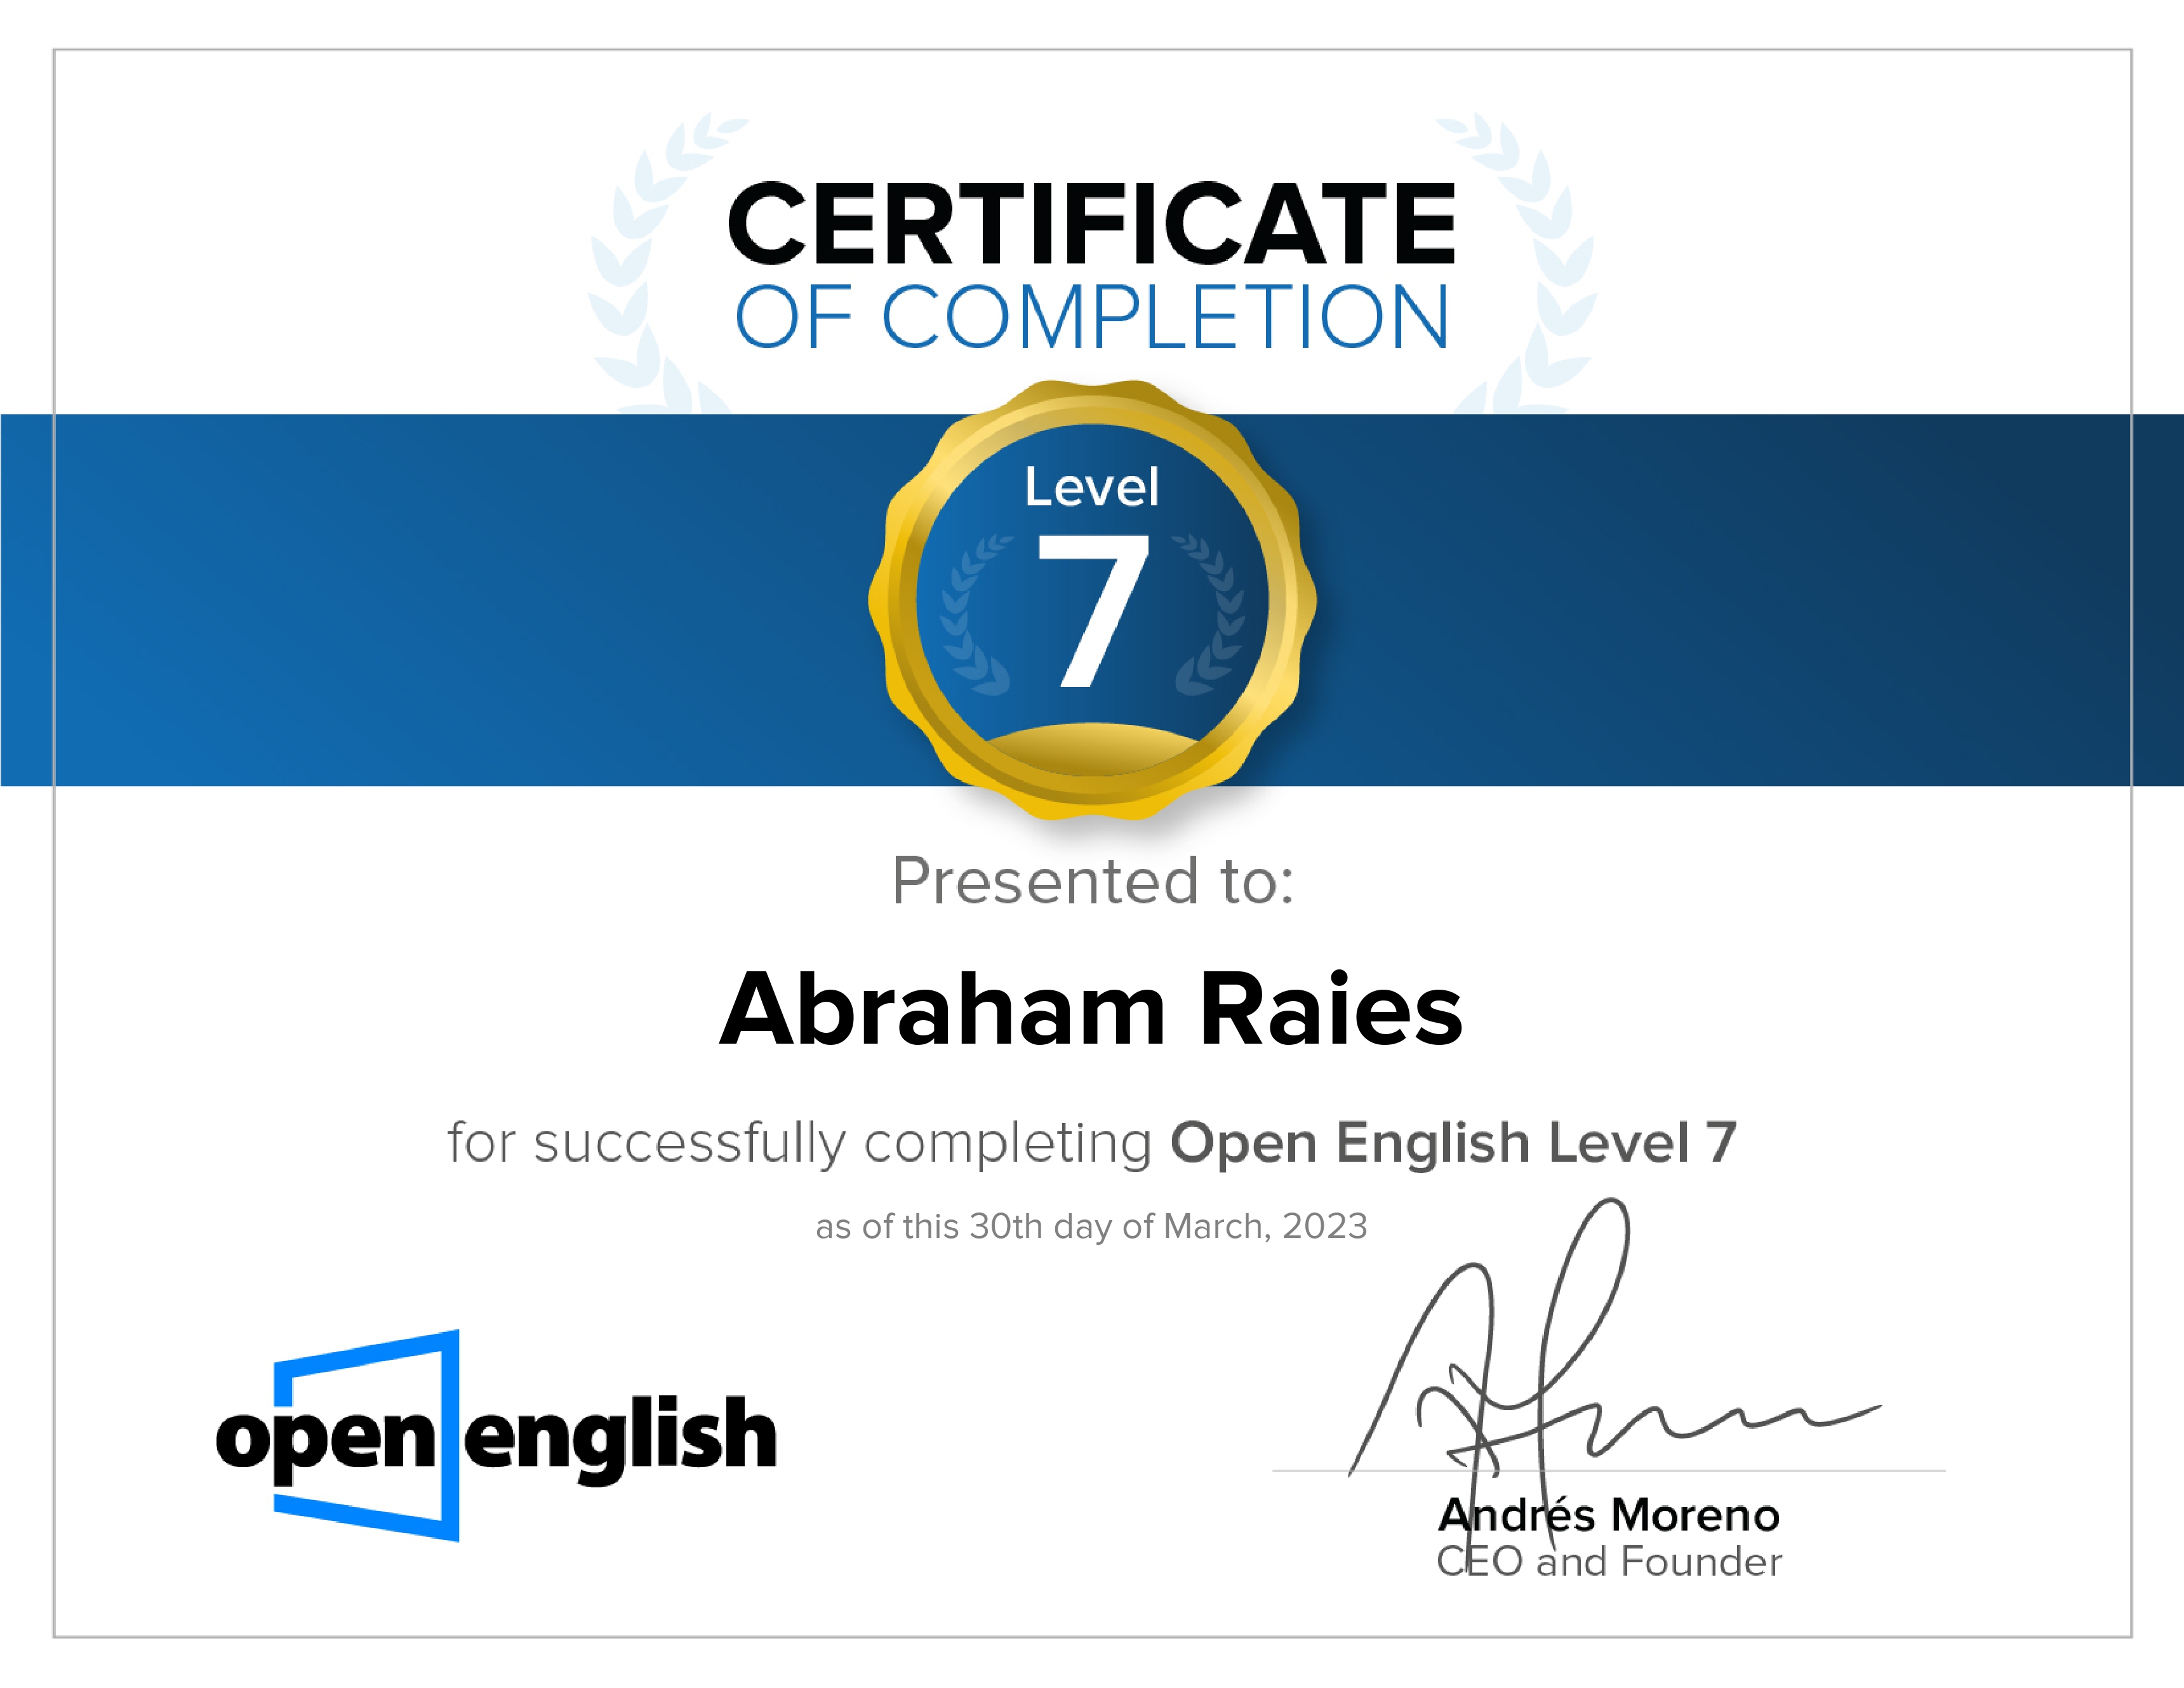 CERTIFICATE
OF COMPLETION
Level
7
Presented to:
Abraham Raies
for successfully completing Open English Level 7
as of this 30th day of March, 2023
open english
Andrés Moreno
CEO and Founder